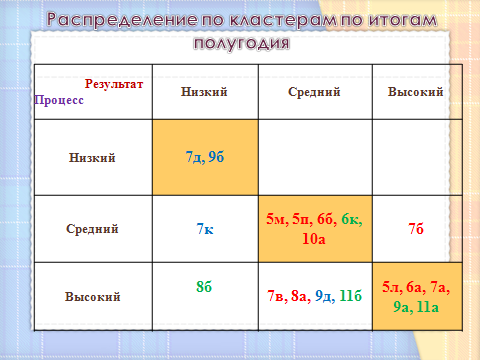 Распределение по кластерам по итогам
полугодия
Результат
Процесс
Низкий
Средний
Высокий
Низкий
7д, 9б
Средний
7к
5м, 5п, 6б, 6к,
10а
7б
Высокий
8б
7в, 8а, 9д, 11б
5л, 6а, 7а,
9а, 11а